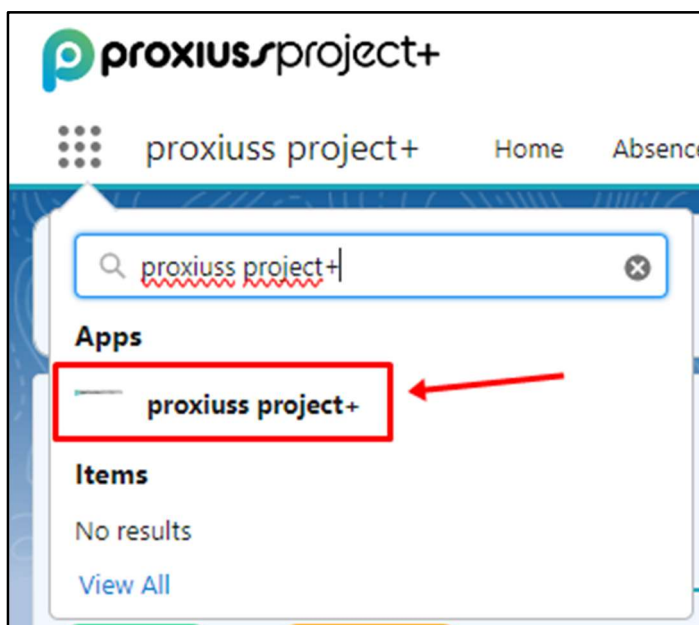 proxiussproject+
proxiuss project+ Home Absence
proxiuss project+
Apps
proxiuss project+
Items
No results
View All